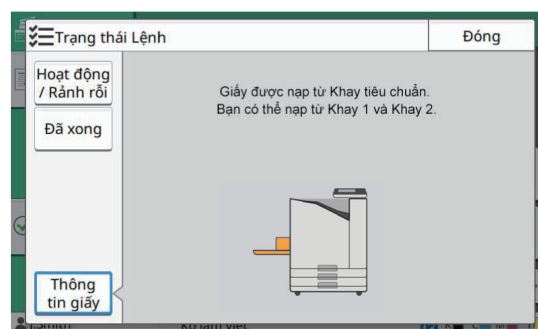 Trạng thái Lệnh
Đóng
Hoạt động
/ Rảnh rỗi
Giấy được nạp từ Khay tiêu chuẩn.
Bạn có thể nạp từ Khay 1 và Khay 2.
Đã xong
Thông
tin giấy